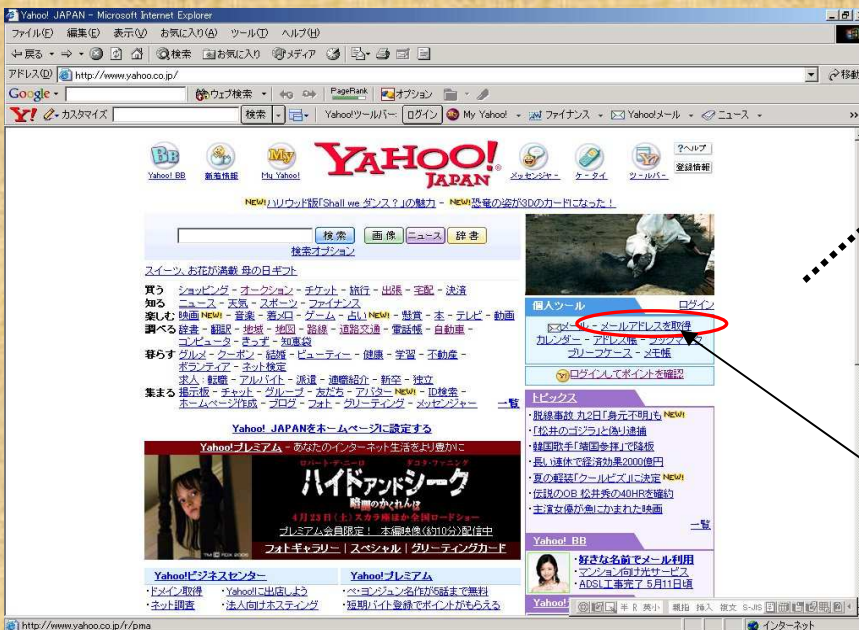 Yahoo! JAPAN - Microsoft Internet Explorer
ファイル(F) 編集(E) 表示(V) お気に入り(A) ツール(T) ヘルプ(H)
戻る 検索 お気に入り メディア
アドレス(D) http://www.yahoo.co.jp/ 移動
Google ウェブ検索 PageRank オプション
Y! カスタマイズ 検索 Yahoo!ツールバー: ログイン My Yahoo! ファイナンス Yahoo!メール ニュース »
BB My YAHOO! JAPAN ?ヘルプ
登録情報
Yahoo! BB 新着情報 My Yahoo! メッセンジャー ケータイ ツールバー
NEW! ハリウッド版「Shall we ダンス?」の魅力 - NEW! 恐竜の姿が3Dのカードになった!
検索 画像 ニュース 辞書
検索オプション
スイーツ、お花が満載 母の日ギフト
買う ショッピング - オークション - チケット - 旅行 - 出張 - 宅配 - 決済
知る ニュース - 天気 - スポーツ - ファイナンス
楽しむ 映画 NEW! - 音楽 - 着メロ - ゲーム - 占い NEW! - 懸賞 - 本 - テレビ - 動画
調べる 辞書 - 翻訳 - 地域 - 地図 - 路線 - 道路交通 - 電話帳 - 自動車 -
コンピュータ - きっず - 知恵袋
暮らす グルメ - クーポン - 結婚 - ビューティー - 健康 - 学習 - 不動産 -
ボランティア - ネット検定
求人: 転職 - アルバイト - 派遣 - 適職紹介 - 新卒 - 独立
集まる 掲示板 - チャット - グループ - 友だち - アバター NEW! - ID検索 -
ホームページ作成 - ブログ - フォト - グリーティング - メッセンジャー 一覧
Yahoo! JAPANをホームページに設定する
Yahoo!プレミアム - あなたのインターネット生活をより豊かに
ロバート・デ・ニーロ ダコタ・ファニング
ハイドアンドシーク
暗闇のかくれんぼ
4月23日(土)スカラ座ほか全国ロードショー
プレミアム会員限定! 本編映像(約10分)配信中
フォトギャラリー | スペシャル | グリーティングカード
Yahoo!ビジネスセンター Yahoo!プレミアム
・ドメイン取得 ・Yahoo!に出店しよう ・ペ・ヨンジュン名作が5話まで無料
・ネット調査 ・法人向けホスティング ・短期バイト登録でポイントがもらえる
個人ツール ログイン
メール - メールアドレスを取得
カレンダー - アドレス帳 - ブックマーク
ブリーフケース - メモ帳
ログインしてポイントを確認
トピックス
・脱線事故 九2日「身元不明」も NEW!
・「松井のゴジラ」と偽り逮捕
・韓国歌手「靖国参拝」で降板
・長い連休で経済効果2000億円
・夏の軽装「クールビズ」に決定 NEW!
・伝説のOB 松井秀の40HRを確約
・主演女優が魚にかまれた映画
一覧
Yahoo! BB
・好きな名前でメール利用
・マンション向け光サービス
・ADSL工事完了 5月11日頃
Yahoo!
半 R 英小 親指 挿入 複文 S-JIS
http://www.yahoo.co.jp/r/pma インターネット